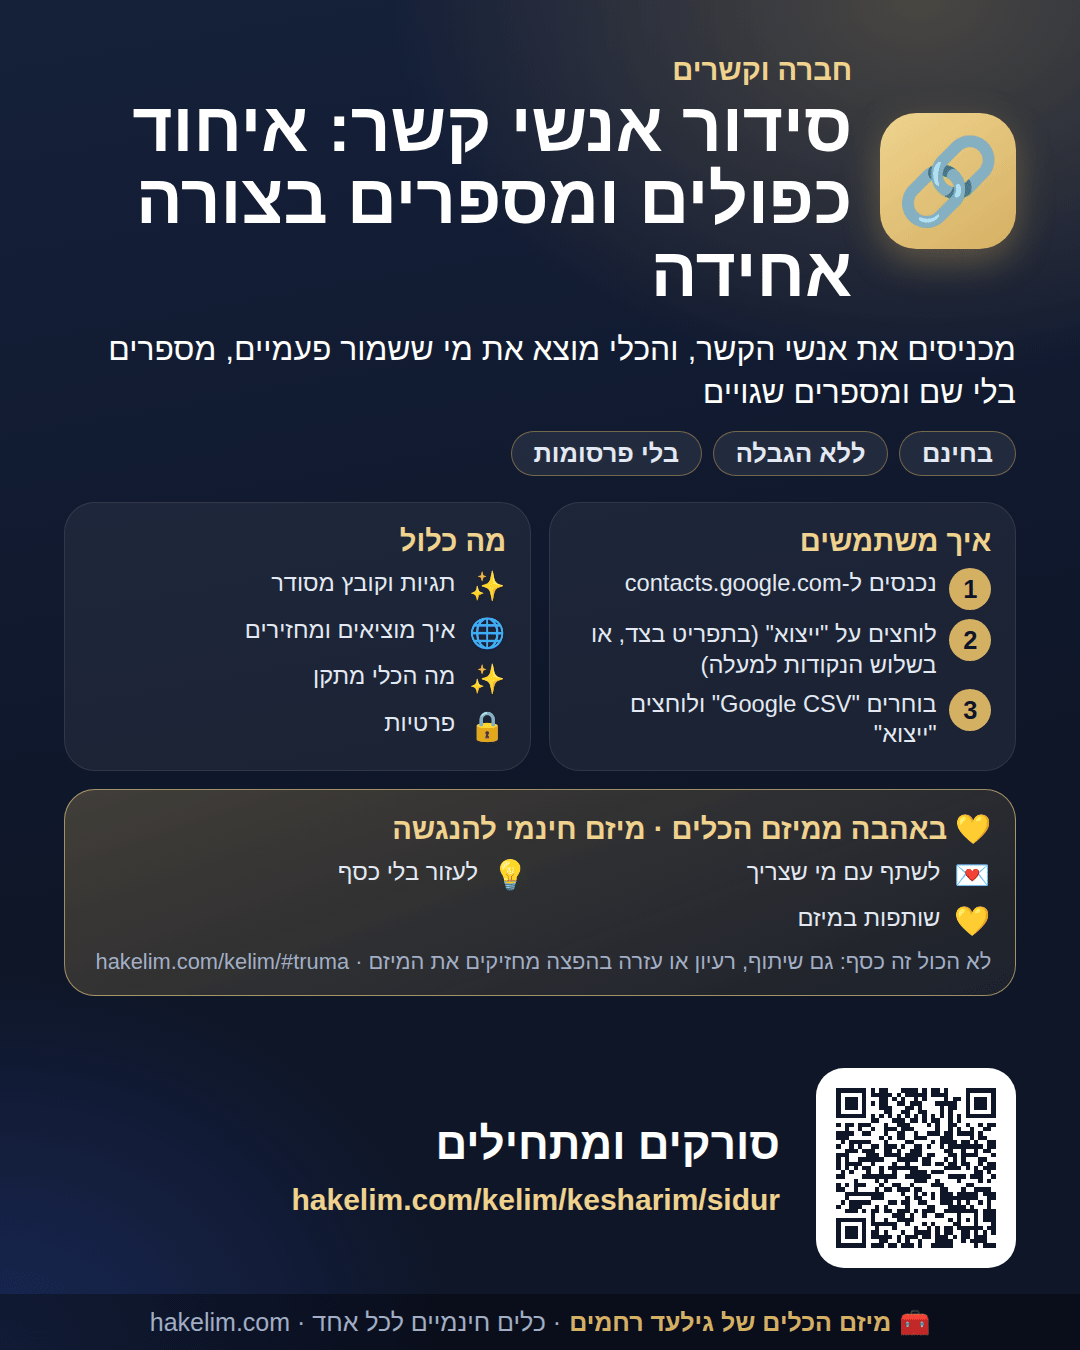 חברה וקשרים
סידור אנשי קשר: איחוד
כפולים ומספרים בצורה
אחידה
מכניסים את אנשי הקשר, והכלי מוצא את מי ששמור פעמיים, מספרים
בלי שם ומספרים שגויים
בחינם
ללא הגבלה
בלי פרסומות
איך משתמשים
1 נכנסים ל-contacts.google.com
2 לוחצים על "ייצוא" (בתפריט בצד, או
בשלוש הנקודות למעלה)
3 בוחרים "Google CSV" ולוחצים
"ייצוא"
מה כלול
תגיות וקובץ מסודר
איך מוציאים ומחזירים
מה הכלי מתקן
פרטיות
באהבה ממיזם הכלים · מיזם חינמי להנגשה
לשתף עם מי שצריך
לעזור בלי כסף
שותפות במיזם
לא הכול זה כסף: גם שיתוף, רעיון או עזרה בהפצה מחזיקים את המיזם · hakelim.com/kelim/#truma
סורקים ומתחילים
hakelim.com/kelim/kesharim/sidur
מיזם הכלים של גילעד רחמים · כלים חינמיים לכל אחד · hakelim.com